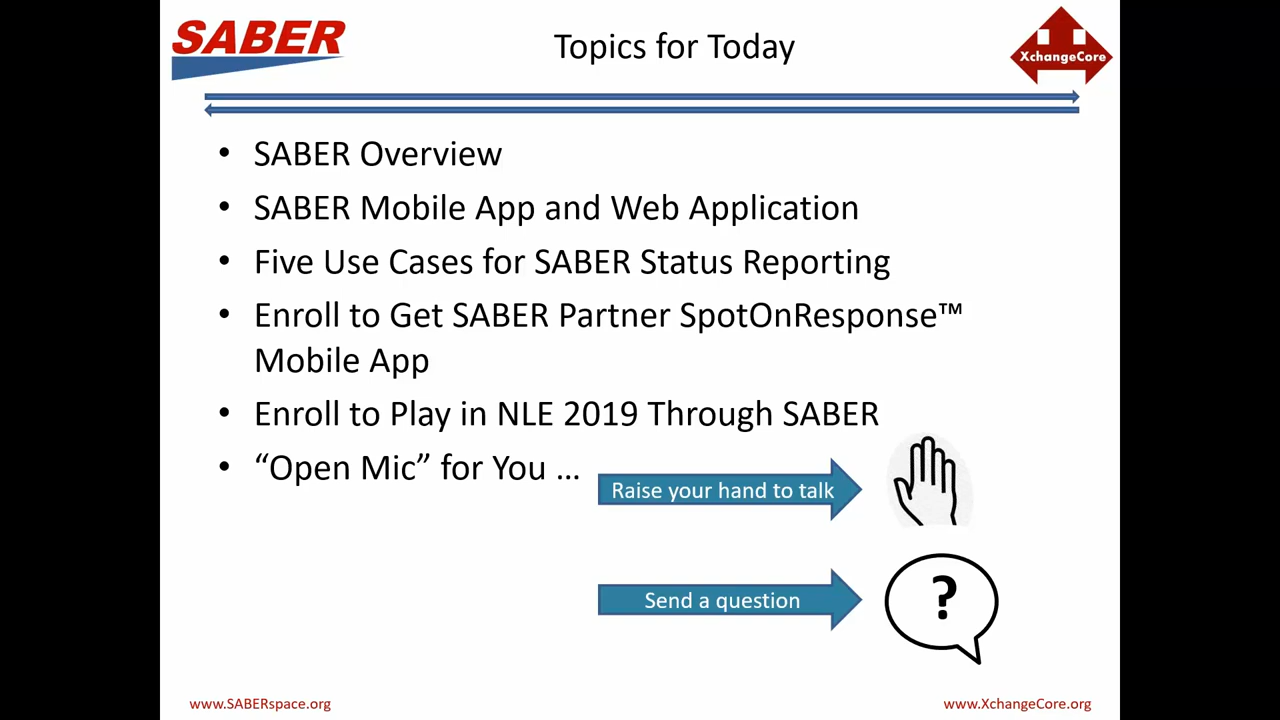 SABER
Topics for Today
XchangeCore
• SABER Overview
• SABER Mobile App and Web Application
• Five Use Cases for SABER Status Reporting
• Enroll to Get SABER Partner SpotOnResponse™
Mobile App
• Enroll to Play in NLE 2019 Through SABER
• “Open Mic” for You …
Raise your hand to talk
Send a question
?
www.SABERspace.org
www.XchangeCore.org